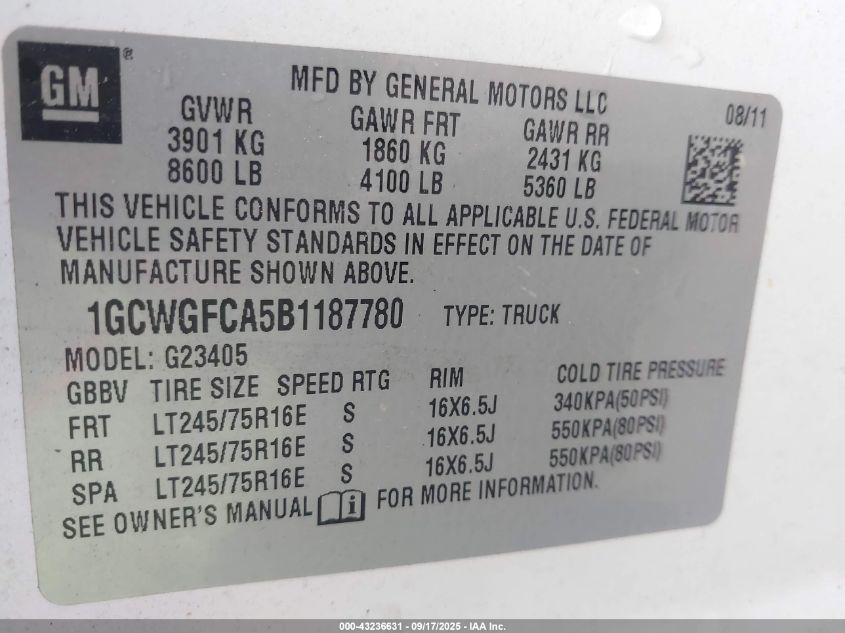 GM®
MFD BY GENERAL MOTORS LLC
08/11
GVWR GAWR FRT GAWR RR
3901 KG 1860 KG 2431 KG
8600 LB 4100 LB 5360 LB
THIS VEHICLE CONFORMS TO ALL APPLICABLE U.S. FEDERAL MOTOR
VEHICLE SAFETY STANDARDS IN EFFECT ON THE DATE OF
MANUFACTURE SHOWN ABOVE.
1GCWGFCA5B1187780 TYPE: TRUCK
MODEL: G23405
GBBV TIRE SIZE SPEED RTG RIM COLD TIRE PRESSURE
FRT LT245/75R16E S 16X6.5J 340KPA(50PSI)
RR LT245/75R16E S 16X6.5J 550KPA(80PSI)
SPA LT245/75R16E S 16X6.5J 550KPA(80PSI)
SEE OWNER'S MANUAL i FOR MORE INFORMATION.
000-43236631 - 09/17/2025 - IAA Inc.